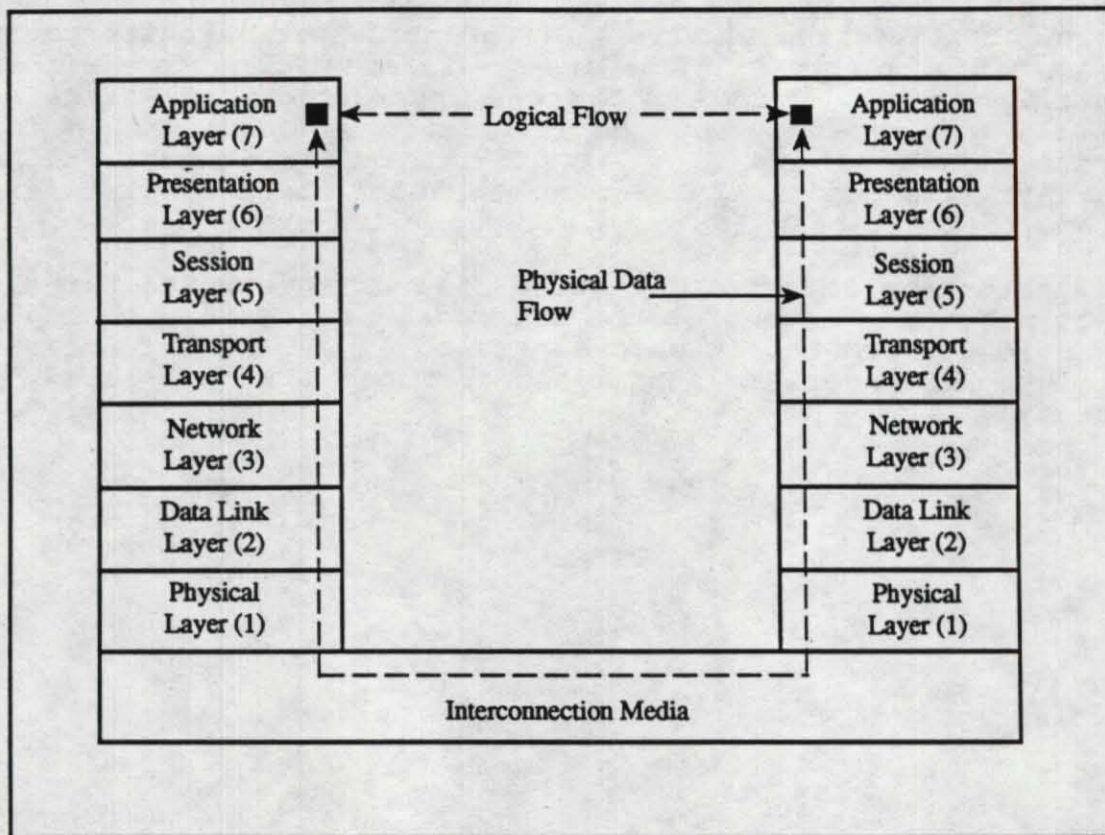 Application
Layer (7)
Logical Flow
Application
Layer (7)
Presentation
Layer (6)
Presentation
Layer (6)
Session
Layer (5)
Physical Data
Flow
Session
Layer (5)
Transport
Layer (4)
Transport
Layer (4)
Network
Layer (3)
Network
Layer (3)
Data Link
Layer (2)
Data Link
Layer (2)
Physical
Layer (1)
Physical
Layer (1)
Interconnection Media